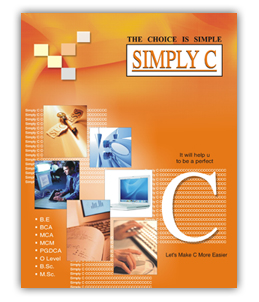 THE CHOICE IS SIMPLE
SIMPLY C
It will help u
to be a perfect
C
Let's Make C More Easier
• B.E
• BCA
• MCA
• MCM
• PGDCA
• O Level
• B.Sc.
• M.Sc.